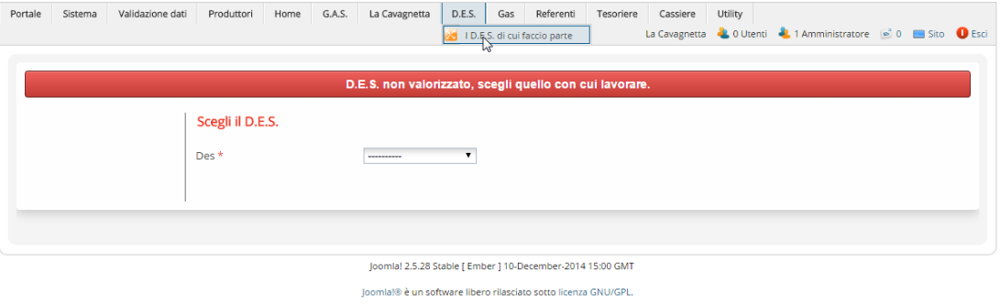 Portale Sistema Validazione dati Produttori Home G.A.S. La Cavagnetta D.E.S. Gas Referenti Tesoriere Cassiere Utility
I D.E.S. di cui faccio parte La Cavagnetta 0 Utenti 1 Amministratore 0 Sito Esci
D.E.S. non valorizzato, scegli quello con cui lavorare.
Scegli il D.E.S.
Des * ----------
Joomla! 2.5.28 Stable [ Ember ] 10-December-2014 15:00 GMT
Joomla!® è un software libero rilasciato sotto licenza GNU/GPL.